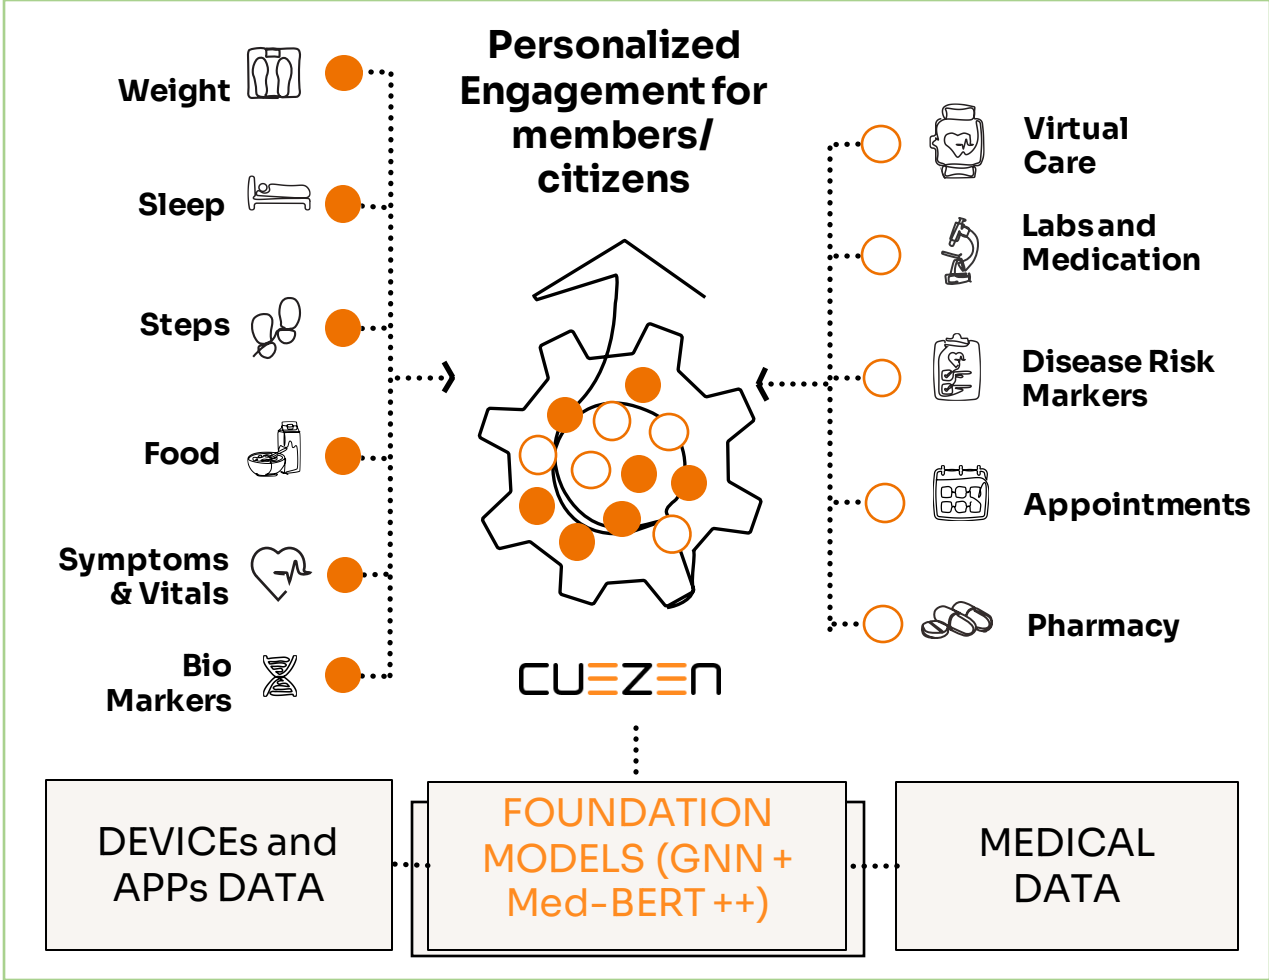 Personalized
Engagement for
members/
citizens
Weight
Sleep
Steps
Food
Symptoms
& Vitals
Bio
Markers
Virtual
Care
Labs and
Medication
Disease Risk
Markers
Appointments
Pharmacy
CUEZEN
DEVICEs and
APPs DATA
FOUNDATION
MODELS (GNN +
Med-BERT ++)
MEDICAL
DATA